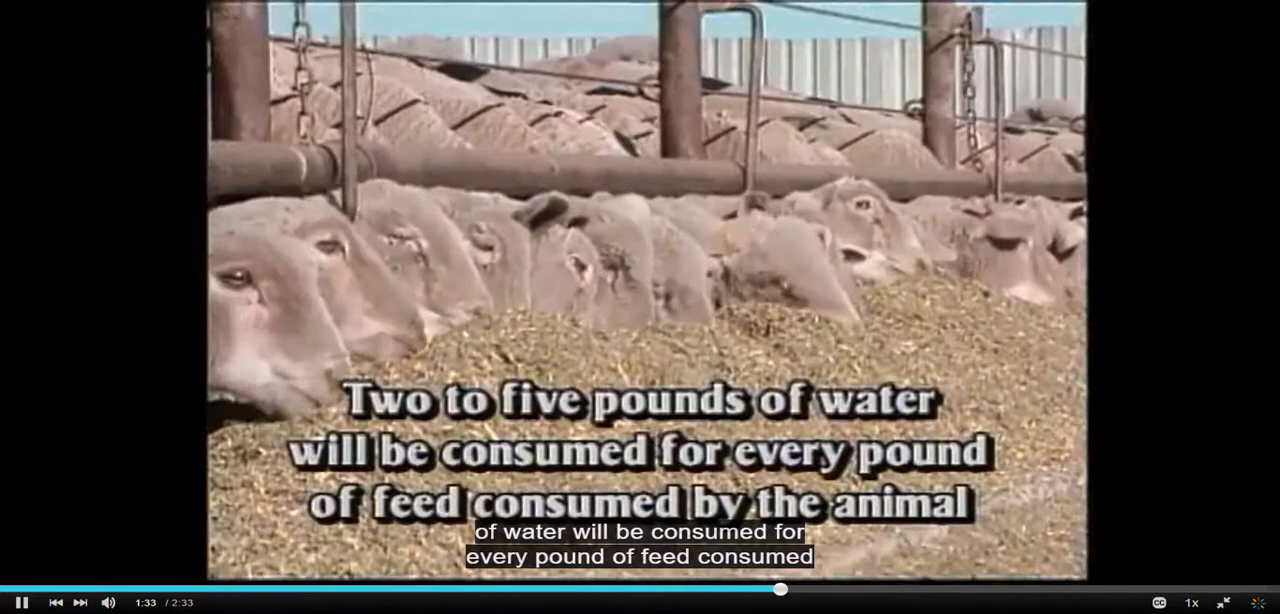 Two to five pounds of water
will be consumed for every pound
of feed consumed by the animal
of water will be consumed for
every pound of feed consumed
1:33 / 2:33
CC
1x